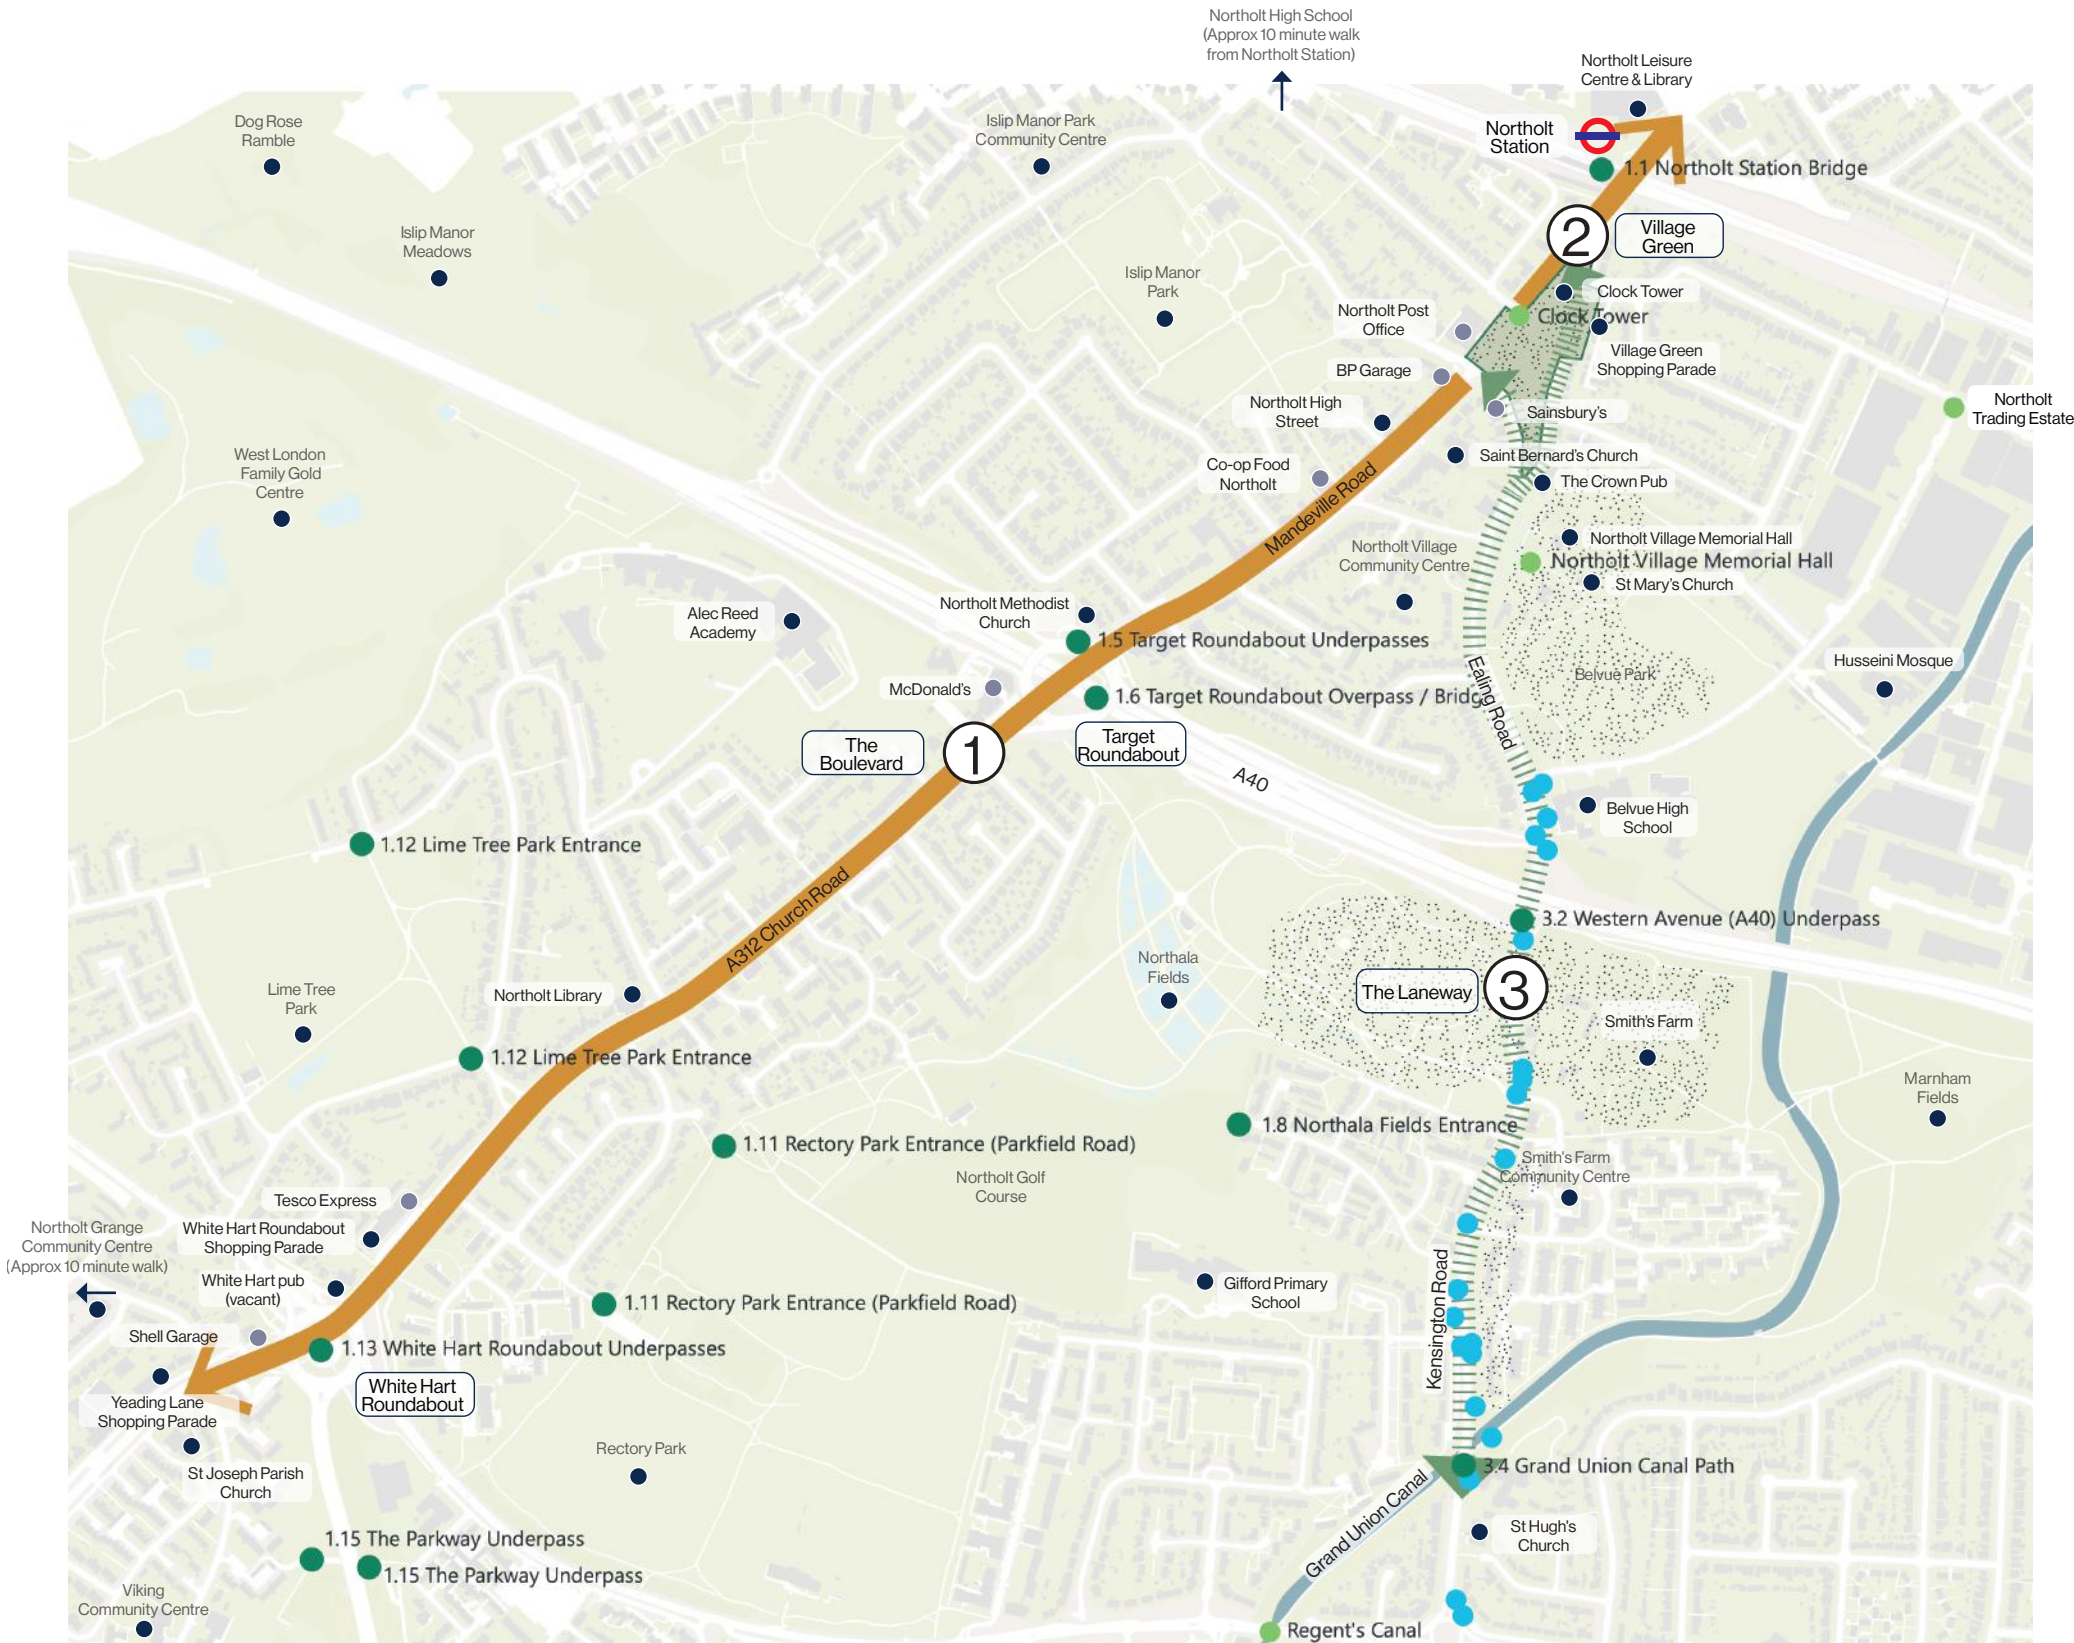 Northolt High School
(Approx 10 minute walk
from Northolt Station)
Northolt Leisure
Centre & Library
Dog Rose
Ramble
Islip Manor Park
Community Centre
Northolt
Station
1.1 Northolt Station Bridge
Islip Manor
Meadows
2
Village
Green
Islip Manor
Park
Clock Tower
Northolt Post
Office
Clock Tower
Village Green
Shopping Parade
BP Garage
Northolt High
Street
Sainsbury's
Northolt
Trading Estate
West London
Family Gold
Centre
Co-op Food
Northolt
Saint Bernard's Church
The Crown Pub
Mandeville Road
Northolt Village
Community Centre
Northolt Village Memorial Hall
Northolt Village Memorial Hall
St Mary's Church
Alec Reed
Academy
Northolt Methodist
Church
1.5 Target Roundabout Underpasses
McDonald's
1.6 Target Roundabout Overpass / Bridg
Ealing Road
Belvue Park
Husseini Mosque
The
Boulevard
1
Target
Roundabout
A40
Belvue High
School
1.12 Lime Tree Park Entrance
A312 Church Road
3.2 Western Avenue (A40) Underpass
Northala
Fields
The Laneway
3
Smith's Farm
Lime Tree
Park
Northolt Library
1.12 Lime Tree Park Entrance
Marnham
Fields
1.8 Northala Fields Entrance
1.11 Rectory Park Entrance (Parkfield Road)
Northolt Golf
Course
Smith's Farm
Community Centre
Tesco Express
White Hart Roundabout
Shopping Parade
Northolt Grange
Community Centre
(Approx 10 minute walk)
White Hart pub
(vacant)
Gifford Primary
School
Kensington Road
1.11 Rectory Park Entrance (Parkfield Road)
Shell Garage
1.13 White Hart Roundabout Underpasses
White Hart
Roundabout
Yeading Lane
Shopping Parade
Rectory Park
St Joseph Parish
Church
3.4 Grand Union Canal Path
Grand Union Canal
St Hugh's
Church
1.15 The Parkway Underpass
1.15 The Parkway Underpass
Viking
Community Centre
Regent's Canal